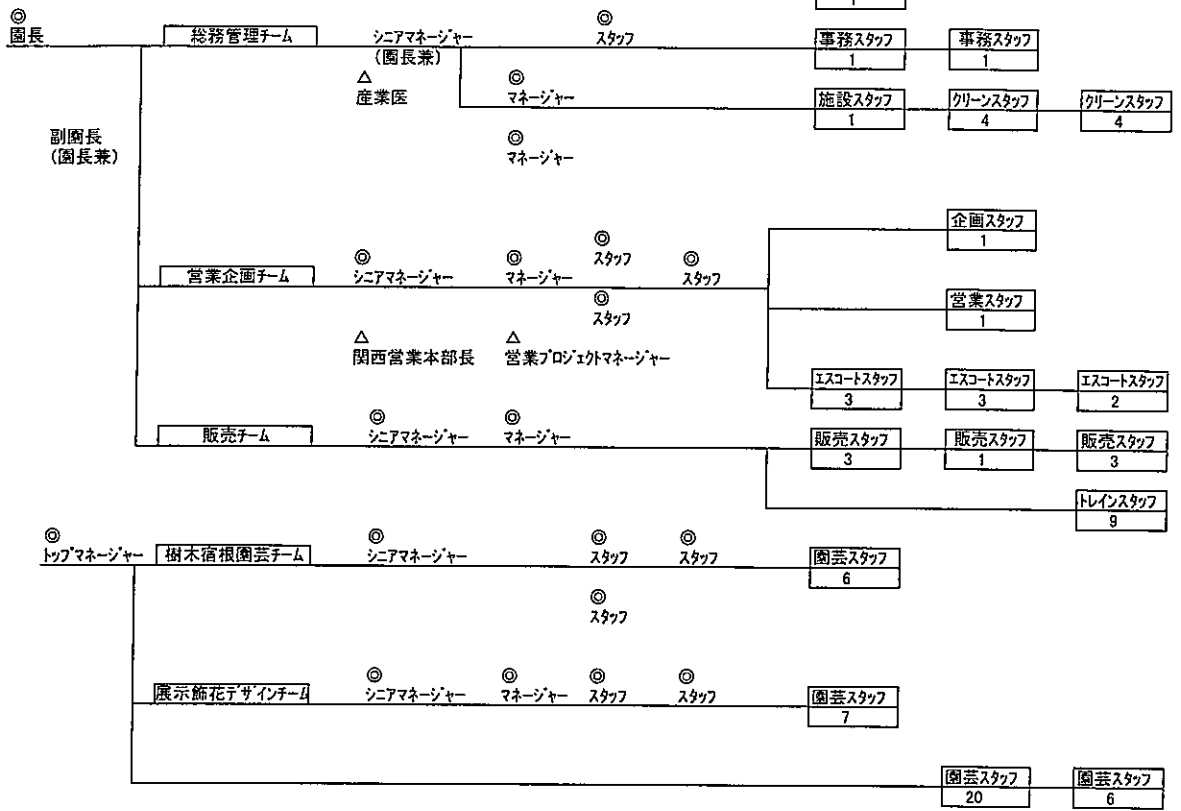 1
◎ ◎
園長 総務管理チーム シニアマネージャー スタッフ 事務スタッフ 事務スタッフ
(園長兼) 1 1
△ ◎
産業医 マネージャー 施設スタッフ クリーンスタッフ クリーンスタッフ
1 4 4
副園長 ◎
(園長兼) マネージャー
企画スタッフ
1
◎
◎ ◎ スタッフ ◎
営業企画チーム シニアマネージャー マネージャー スタッフ
◎ 営業スタッフ
スタッフ 1
△ △
関西営業本部長 営業プロジェクトマネージャー
エスコートスタッフ エスコートスタッフ エスコートスタッフ
3 3 2
◎ ◎
販売チーム シニアマネージャー マネージャー 販売スタッフ 販売スタッフ 販売スタッフ
3 1 3
トレインスタッフ
9
◎ ◎ ◎ ◎
トップマネージャー 樹木宿根園芸チーム シニアマネージャー スタッフ スタッフ 園芸スタッフ
6
◎
スタッフ
◎ ◎ ◎ ◎
展示飾花デザインチーム シニアマネージャー マネージャー スタッフ スタッフ 園芸スタッフ
7
園芸スタッフ 園芸スタッフ
20 6